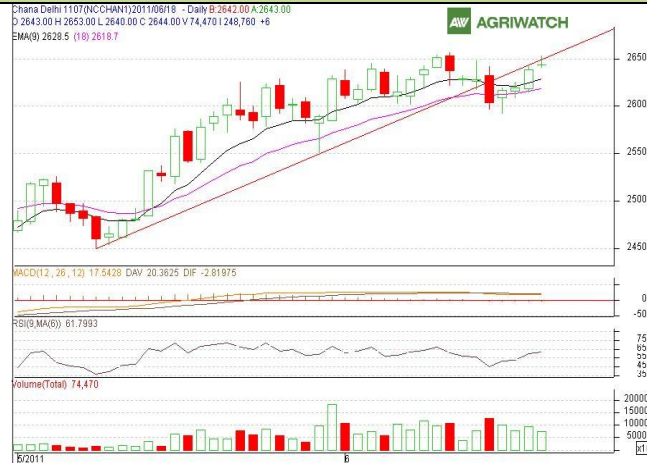 Chana Delhi 1107(NCCHAN1)2011/06/18 - Daily B:2642.00 A:2643.00
O 2643.00 H 2653.00 L 2640.00 C 2644.00 V 74,470 I 248,760 +6
EMA(9) 2628.5 (18) 2618.7
AW AGRIWATCH
2650
2600
2550
2500
2450
MACD(12,26,12) 17.5428 DAV 20.3625 DIF -2.81975
0
-50
RSI(9,MA(6)) 61.7993
75
65
55
45
35
Volume(Total) 74,470
20000
15000
10000
5000
x1
5/2011
6